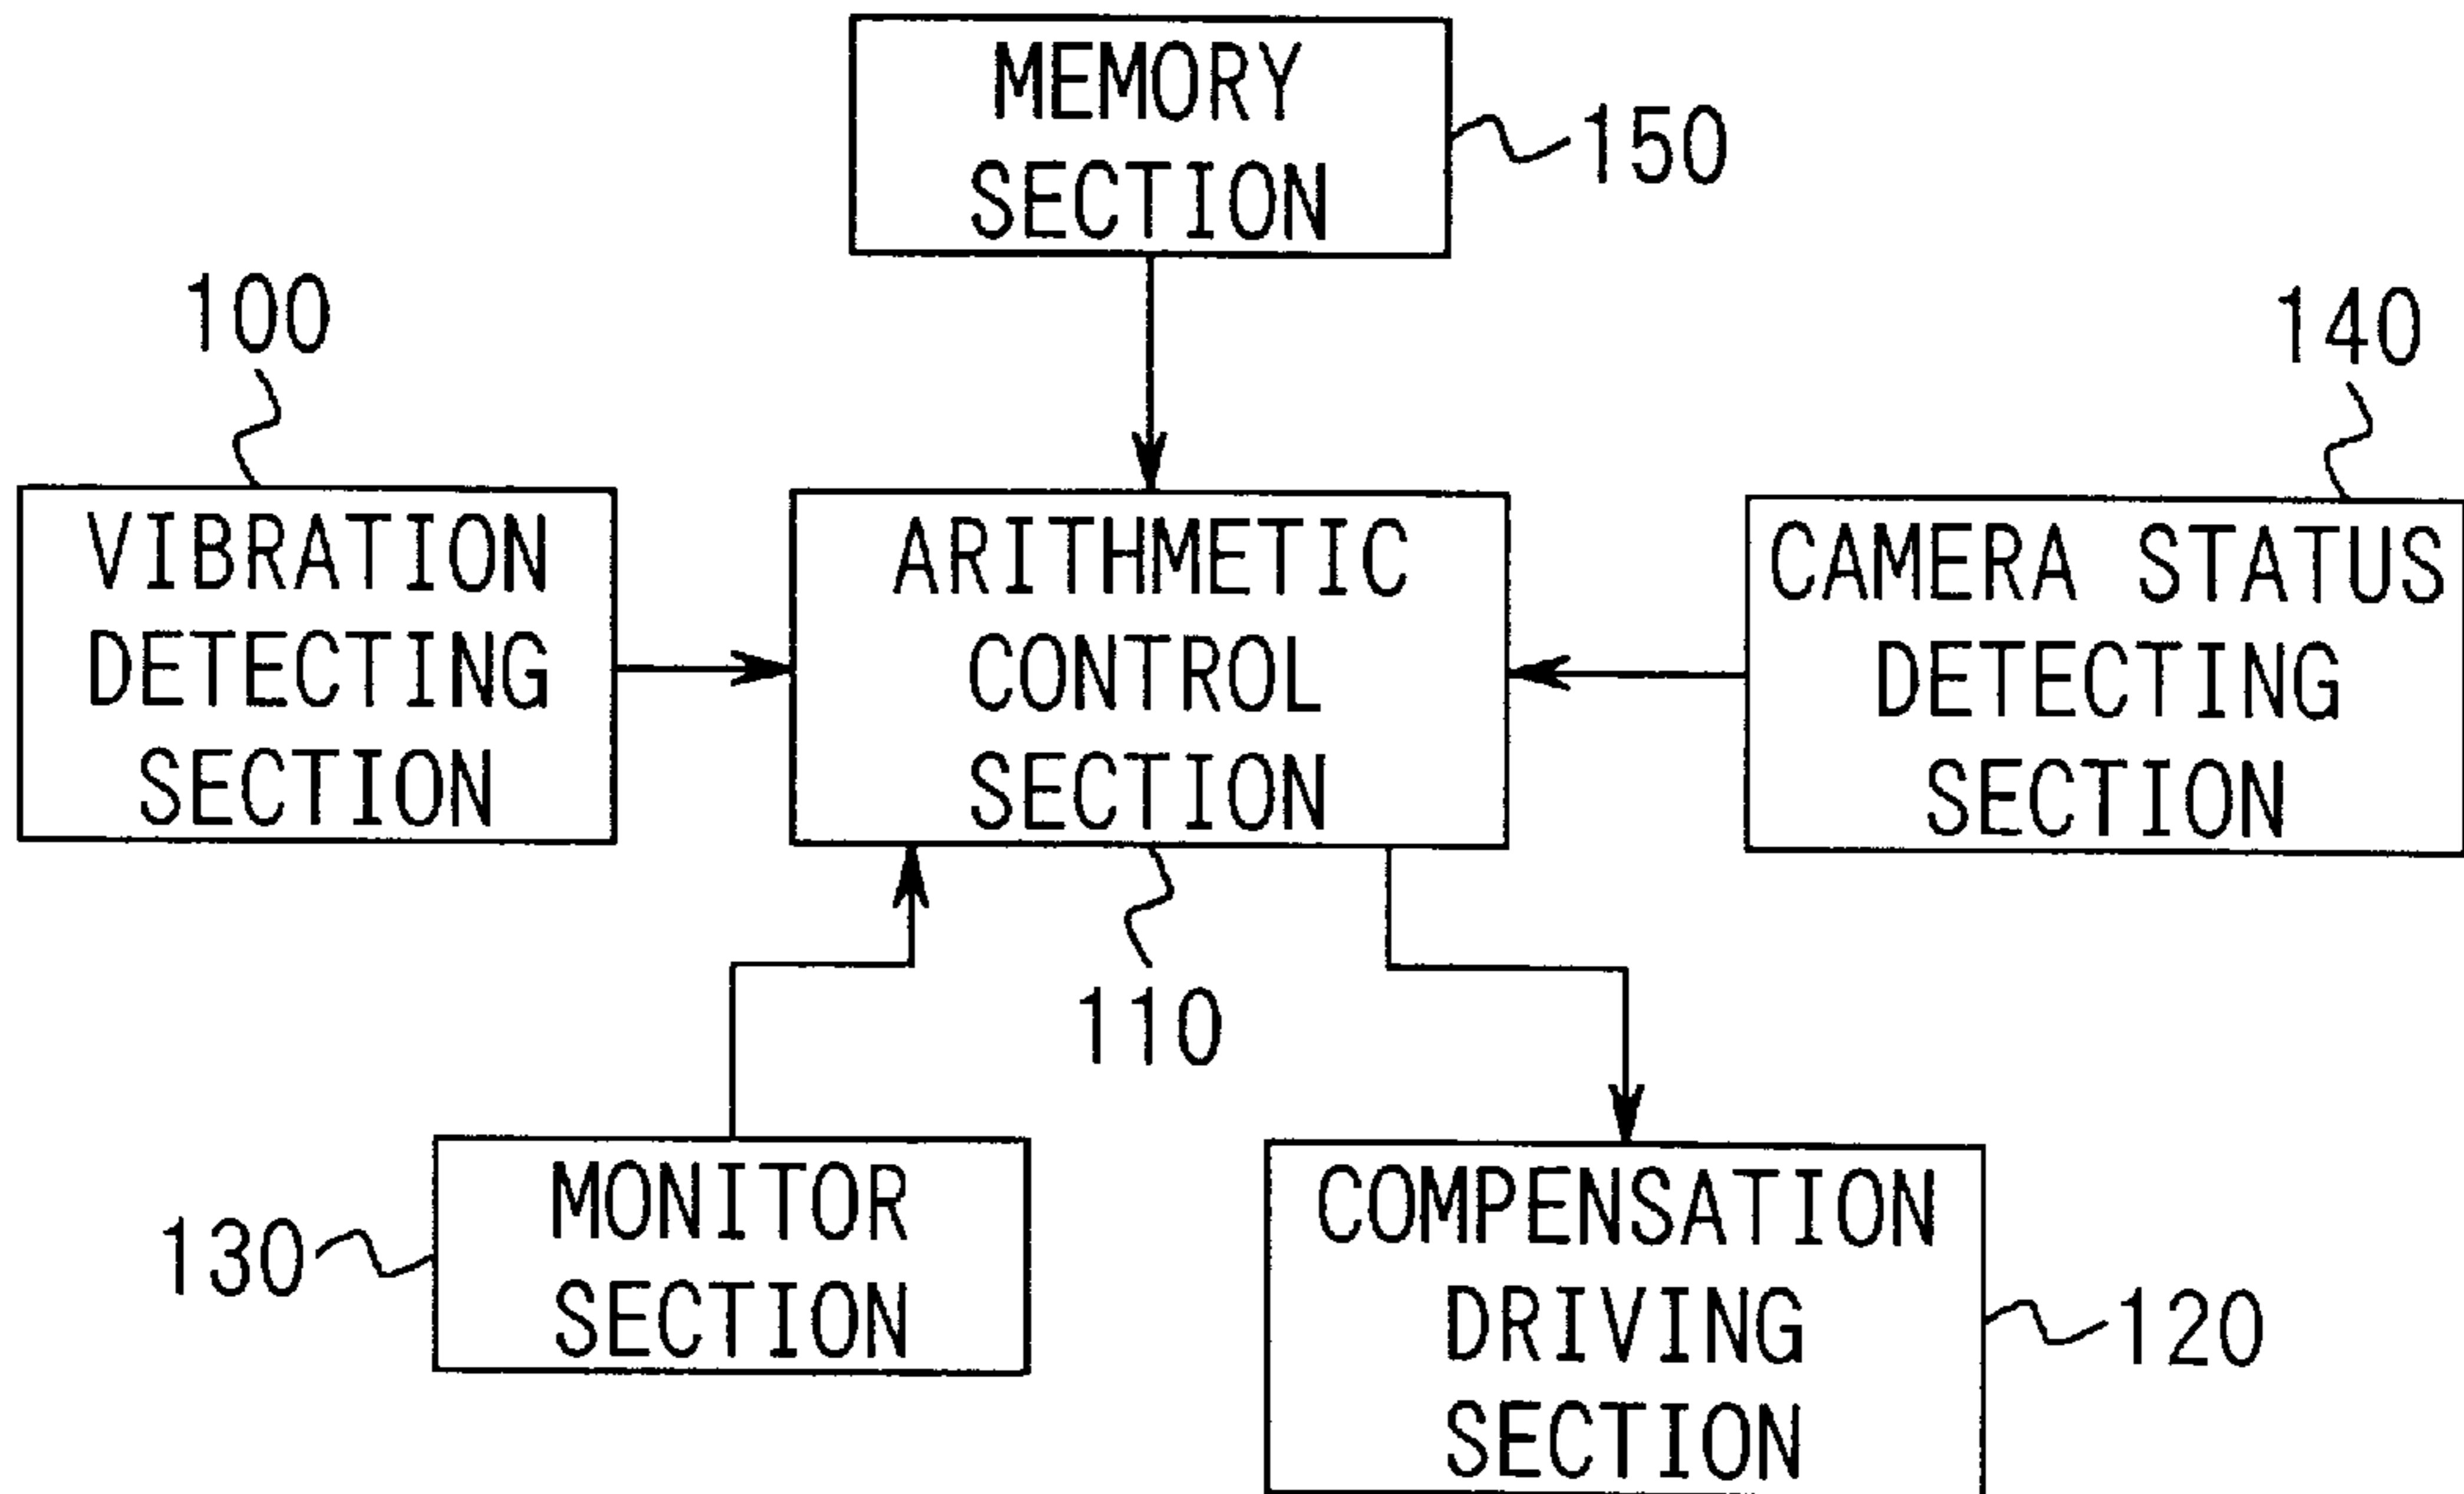 MEMORY
SECTION
150
100
140
VIBRATION
DETECTING
SECTION
ARITHMETIC
CONTROL
SECTION
CAMERA STATUS
DETECTING
SECTION
110
130
MONITOR
SECTION
COMPENSATION
DRIVING
SECTION
120